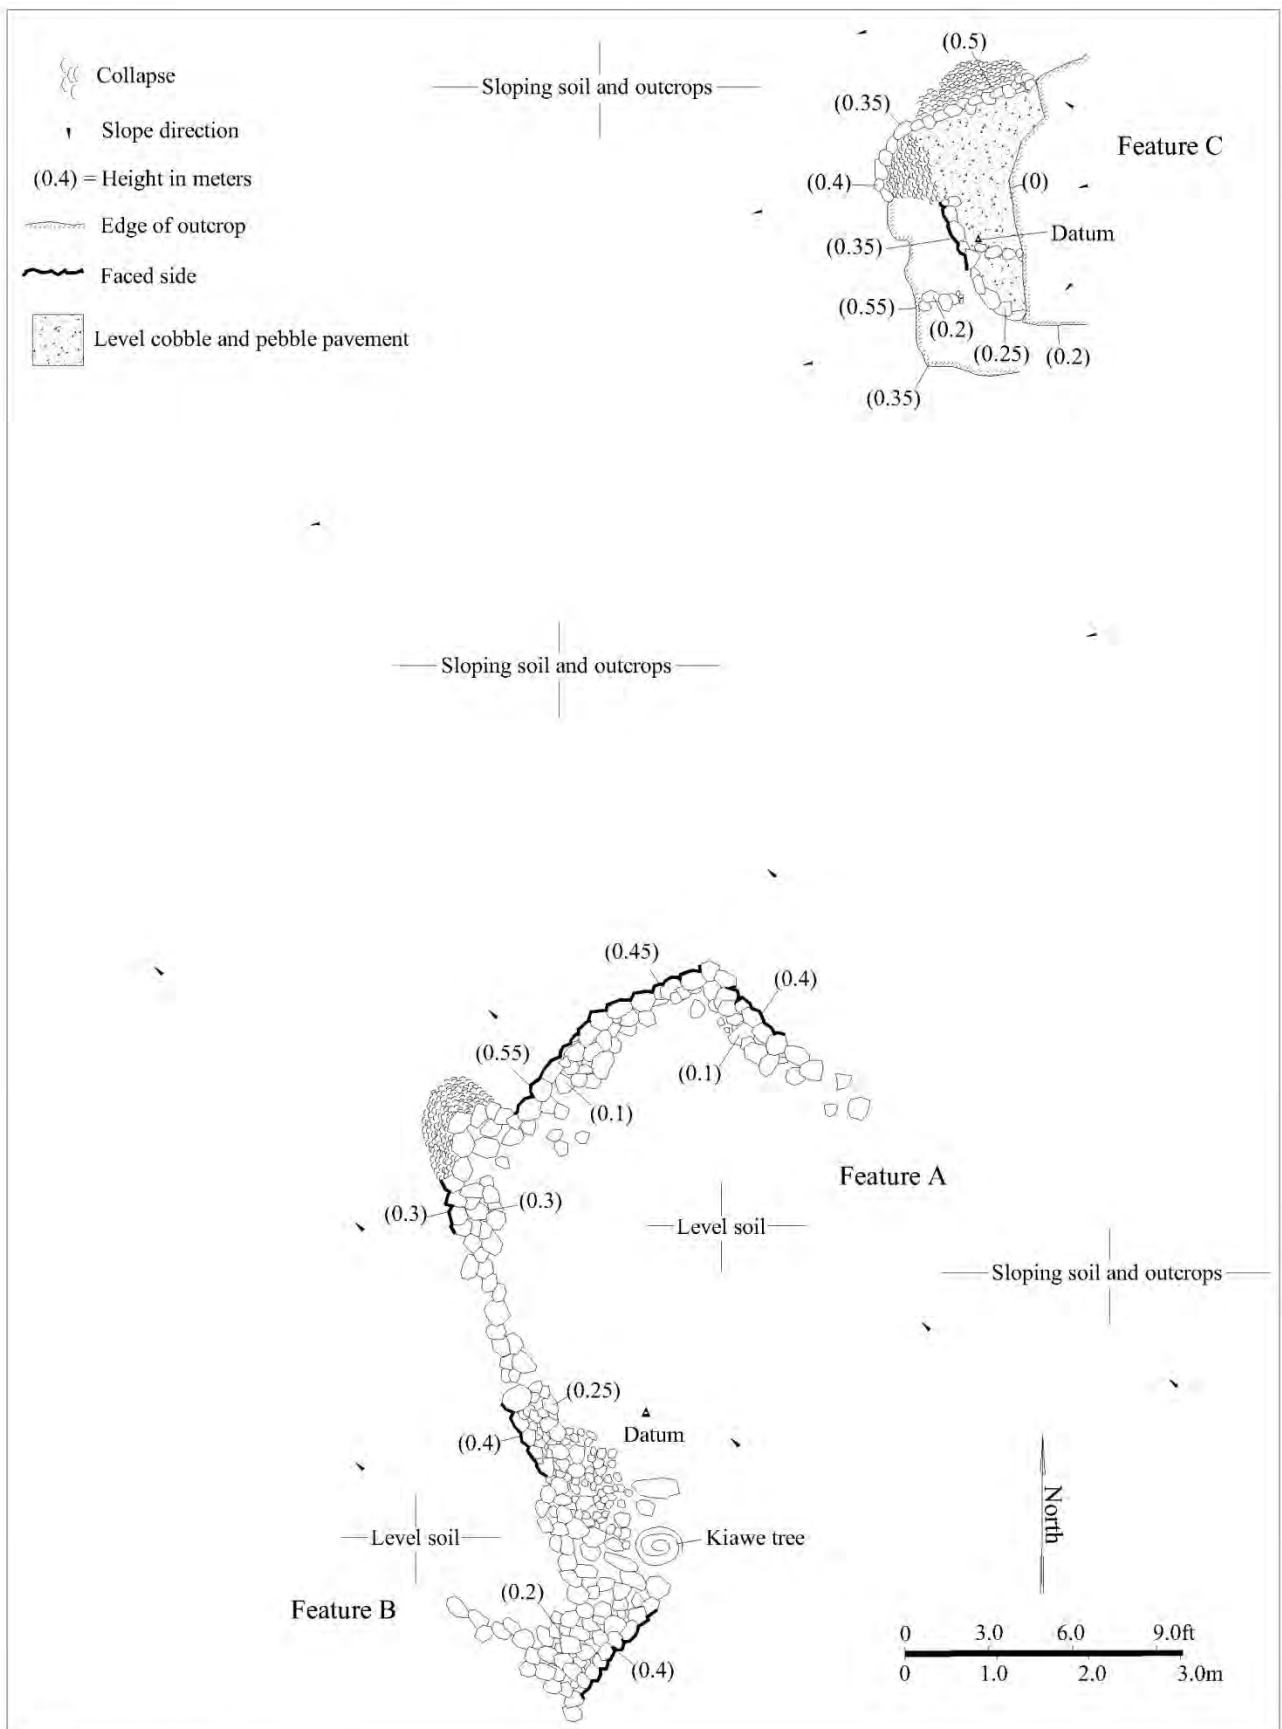 Collapse
Slope direction
(0.4) = Height in meters
Edge of outcrop
Faced side
Level cobble and pebble pavement
Sloping soil and outcrops
(0.5)
(0.35)
Feature C
(0.4)
(0)
(0.35)
Datum
(0.55)
(0.2)
(0.25)
(0.2)
(0.35)
Sloping soil and outcrops
(0.45)
(0.4)
(0.55)
(0.1)
(0.1)
Feature A
(0.3)
(0.3)
Level soil
Sloping soil and outcrops
(0.25)
Datum
(0.4)
North
Level soil
Kiawe tree
(0.2)
Feature B
(0.4)
0 3.0 6.0 9.0ft
0 1.0 2.0 3.0m